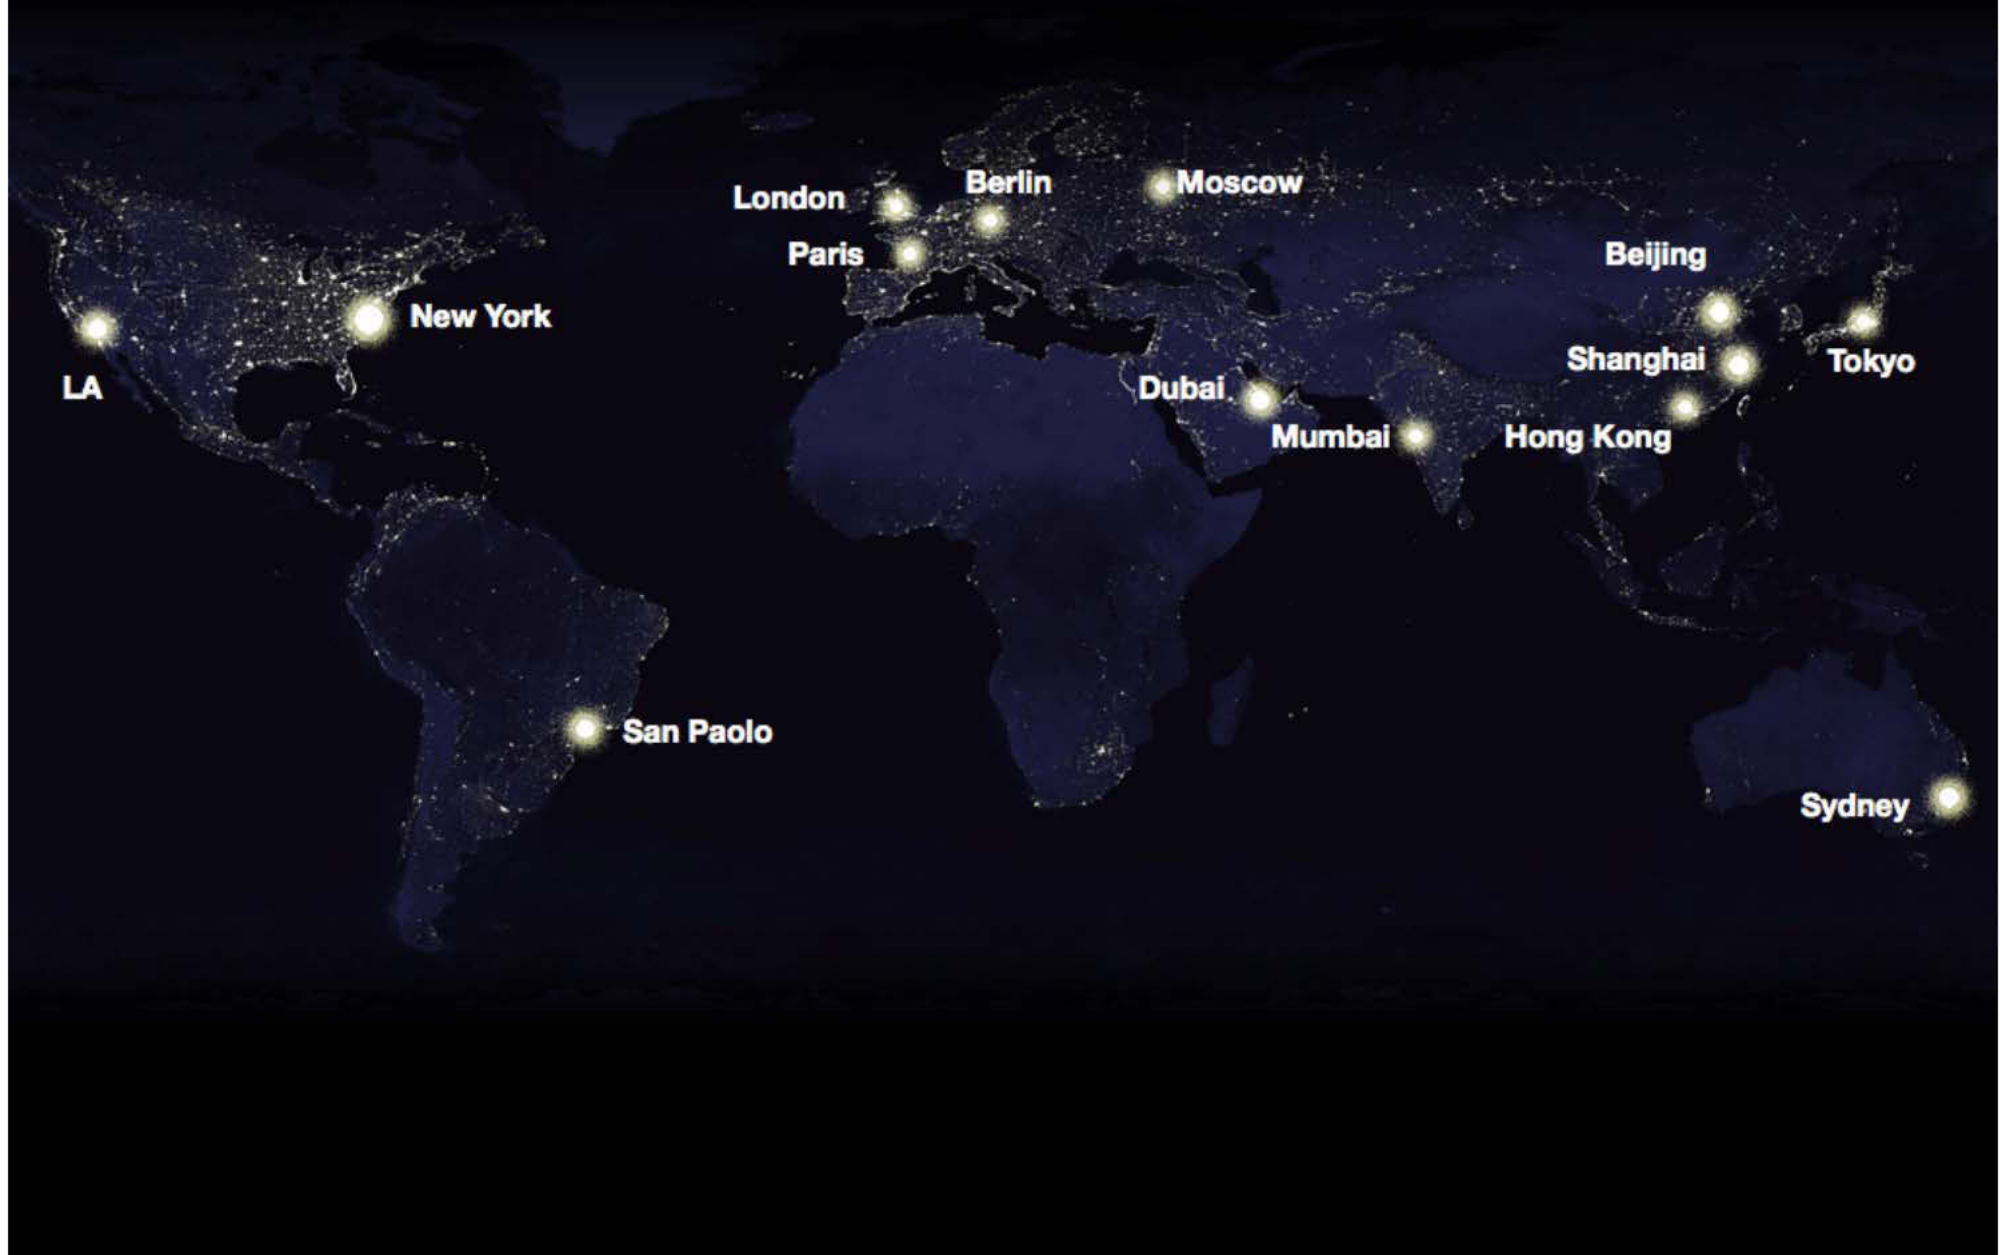 Berlin
Moscow
London
Paris
Beijing
New York
Shanghai
Tokyo
LA
Dubai
Mumbai
Hong Kong
San Paolo
Sydney